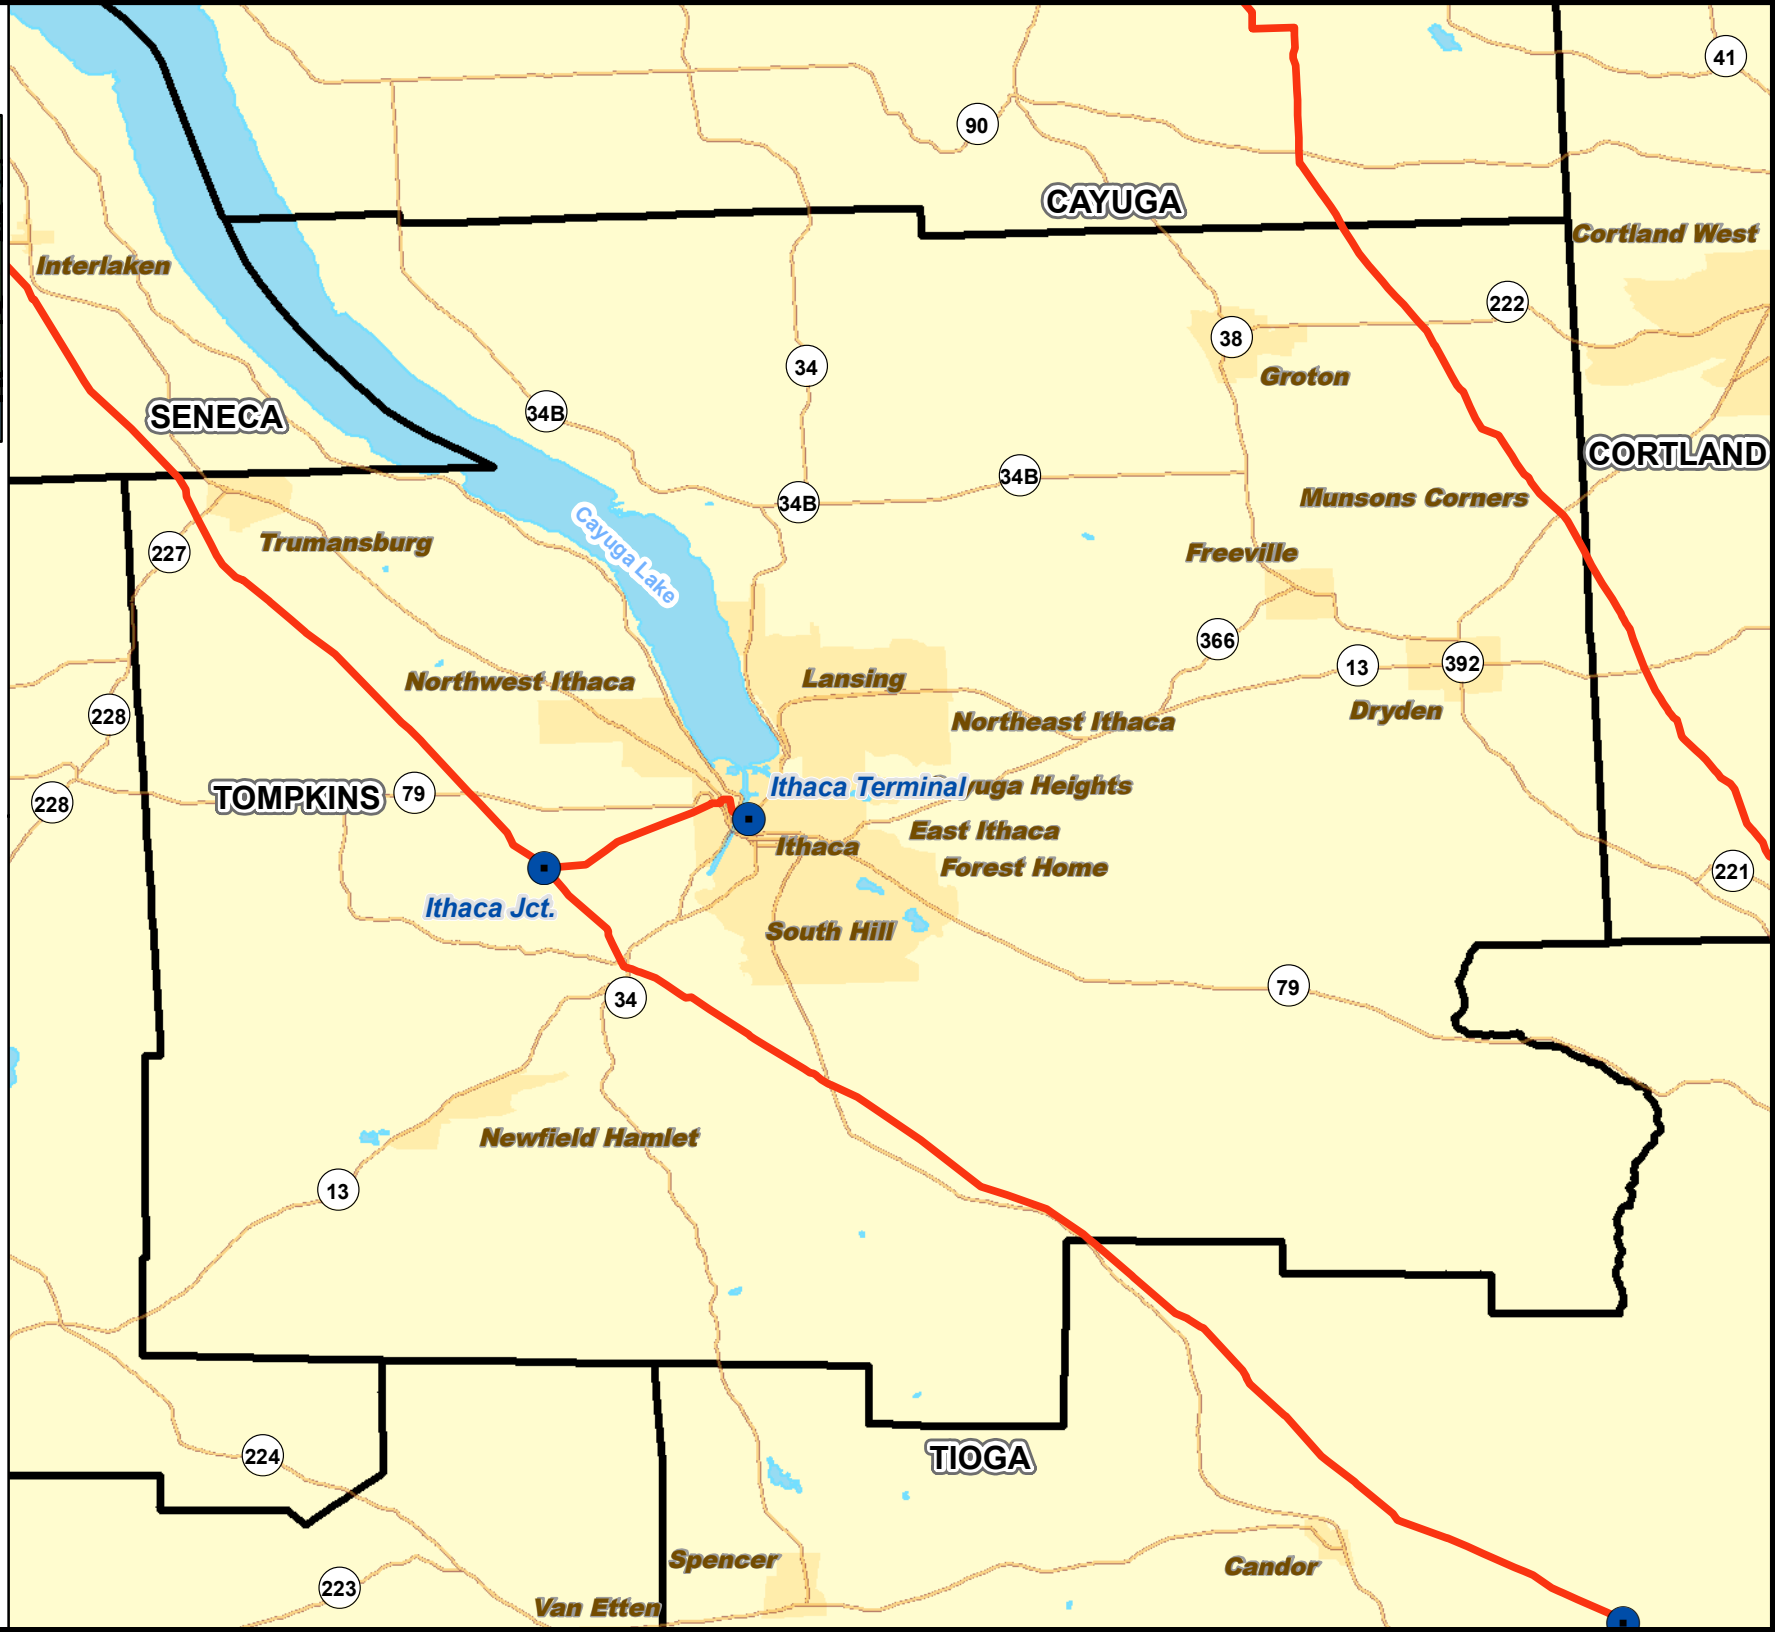 41
90
CAYUGA
Cortland West
Interlaken
222
38
34
Groton
34B
SENECA
CORTLAND
34B
34B
Munsons Corners
Cayuga Lake
Trumansburg
227
Freeville
366
13
392
Lansing
Northwest Ithaca
Dryden
228
Northeast Ithaca
Ithaca Terminal
yuga Heights
TOMPKINS
79
228
East Ithaca
Ithaca
Forest Home
221
Ithaca Jct.
South Hill
79
34
Newfield Hamlet
13
224
TIOGA
Spencer
Candor
223
Van Etten